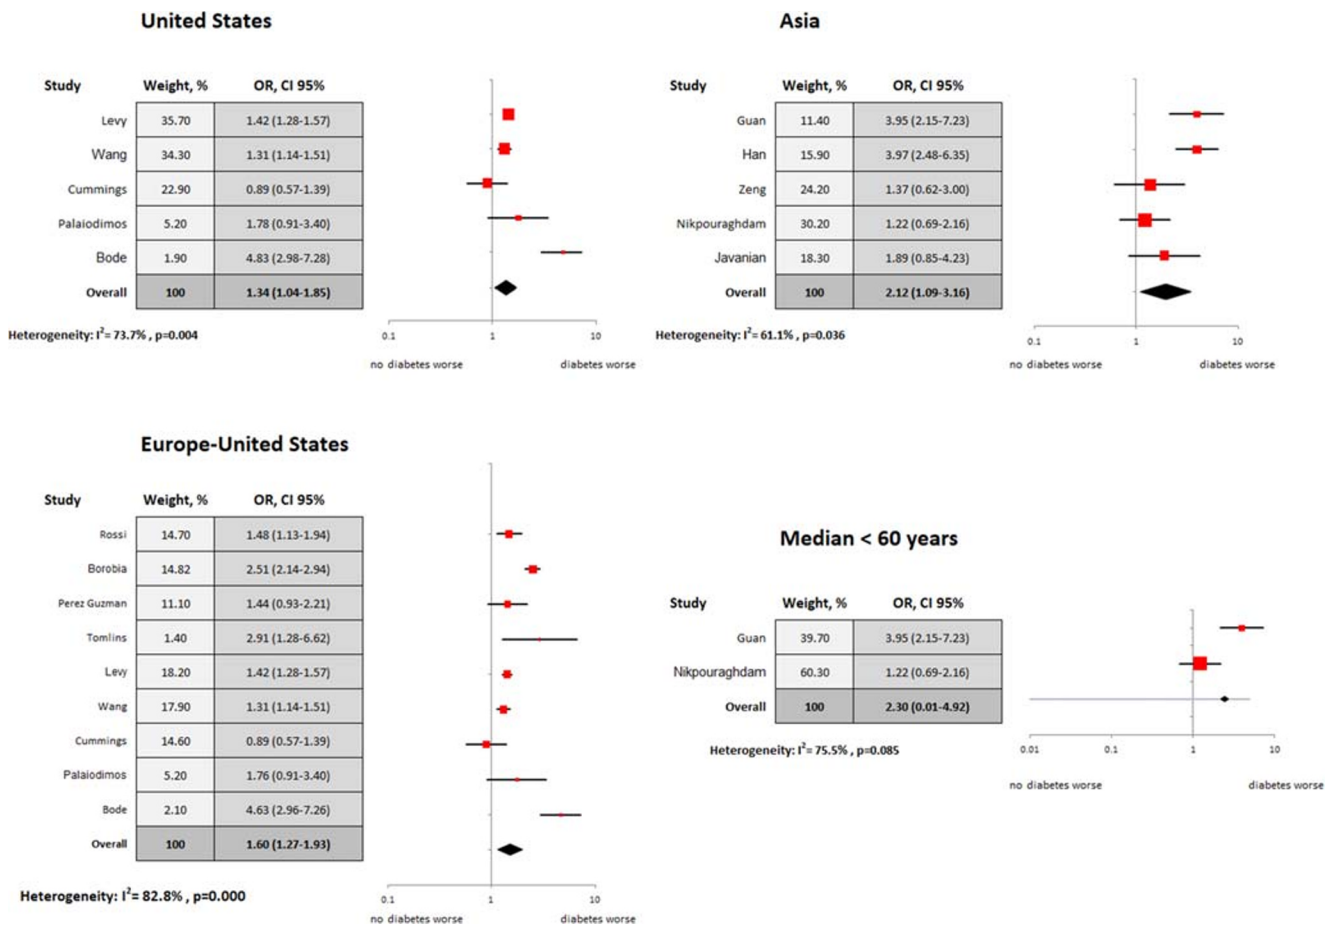 United States
Study Weight, % OR, CI 95%
Levy 35.70 1.42 (1.28-1.57)
Wang 34.30 1.31 (1.14-1.51)
Cummings 22.90 0.89 (0.57-1.39)
Palaiodimos 5.20 1.78 (0.91-3.40)
Bode 1.90 4.83 (2.98-7.28)
Overall 100 1.34 (1.04-1.85)
Heterogeneity: I²= 73.7% , p=0.004
0.1 1 10
no diabetes worse diabetes worse
Asia
Study Weight, % OR, CI 95%
Guan 11.40 3.95 (2.15-7.23)
Han 15.90 3.97 (2.48-6.35)
Zeng 24.20 1.37 (0.62-3.00)
Nikpouraghdam 30.20 1.22 (0.69-2.16)
Javanian 18.30 1.89 (0.85-4.23)
Overall 100 2.12 (1.09-3.16)
Heterogeneity: I²= 61.1% , p=0.036
0.1 1 10
no diabetes worse diabetes worse
Europe-United States
Study Weight, % OR, CI 95%
Rossi 14.70 1.48 (1.13-1.94)
Borobia 14.82 2.51 (2.14-2.94)
Perez Guzman 11.10 1.44 (0.93-2.21)
Tomlins 1.40 2.91 (1.28-6.62)
Levy 18.20 1.42 (1.28-1.57)
Wang 17.90 1.31 (1.14-1.51)
Cummings 14.60 0.89 (0.57-1.39)
Palaiodimos 5.20 1.76 (0.91-3.40)
Bode 2.10 4.63 (2.96-7.26)
Overall 100 1.60 (1.27-1.93)
Heterogeneity: I²= 82.8% , p=0.000
0.1 1 10
no diabetes worse diabetes worse
Median < 60 years
Study Weight, % OR, CI 95%
Guan 39.70 3.95 (2.15-7.23)
Nikpouraghdam 60.30 1.22 (0.69-2.16)
Overall 100 2.30 (0.01-4.92)
Heterogeneity: I²= 75.5% , p=0.085
0.01 0.1 1 10
no diabetes worse diabetes worse